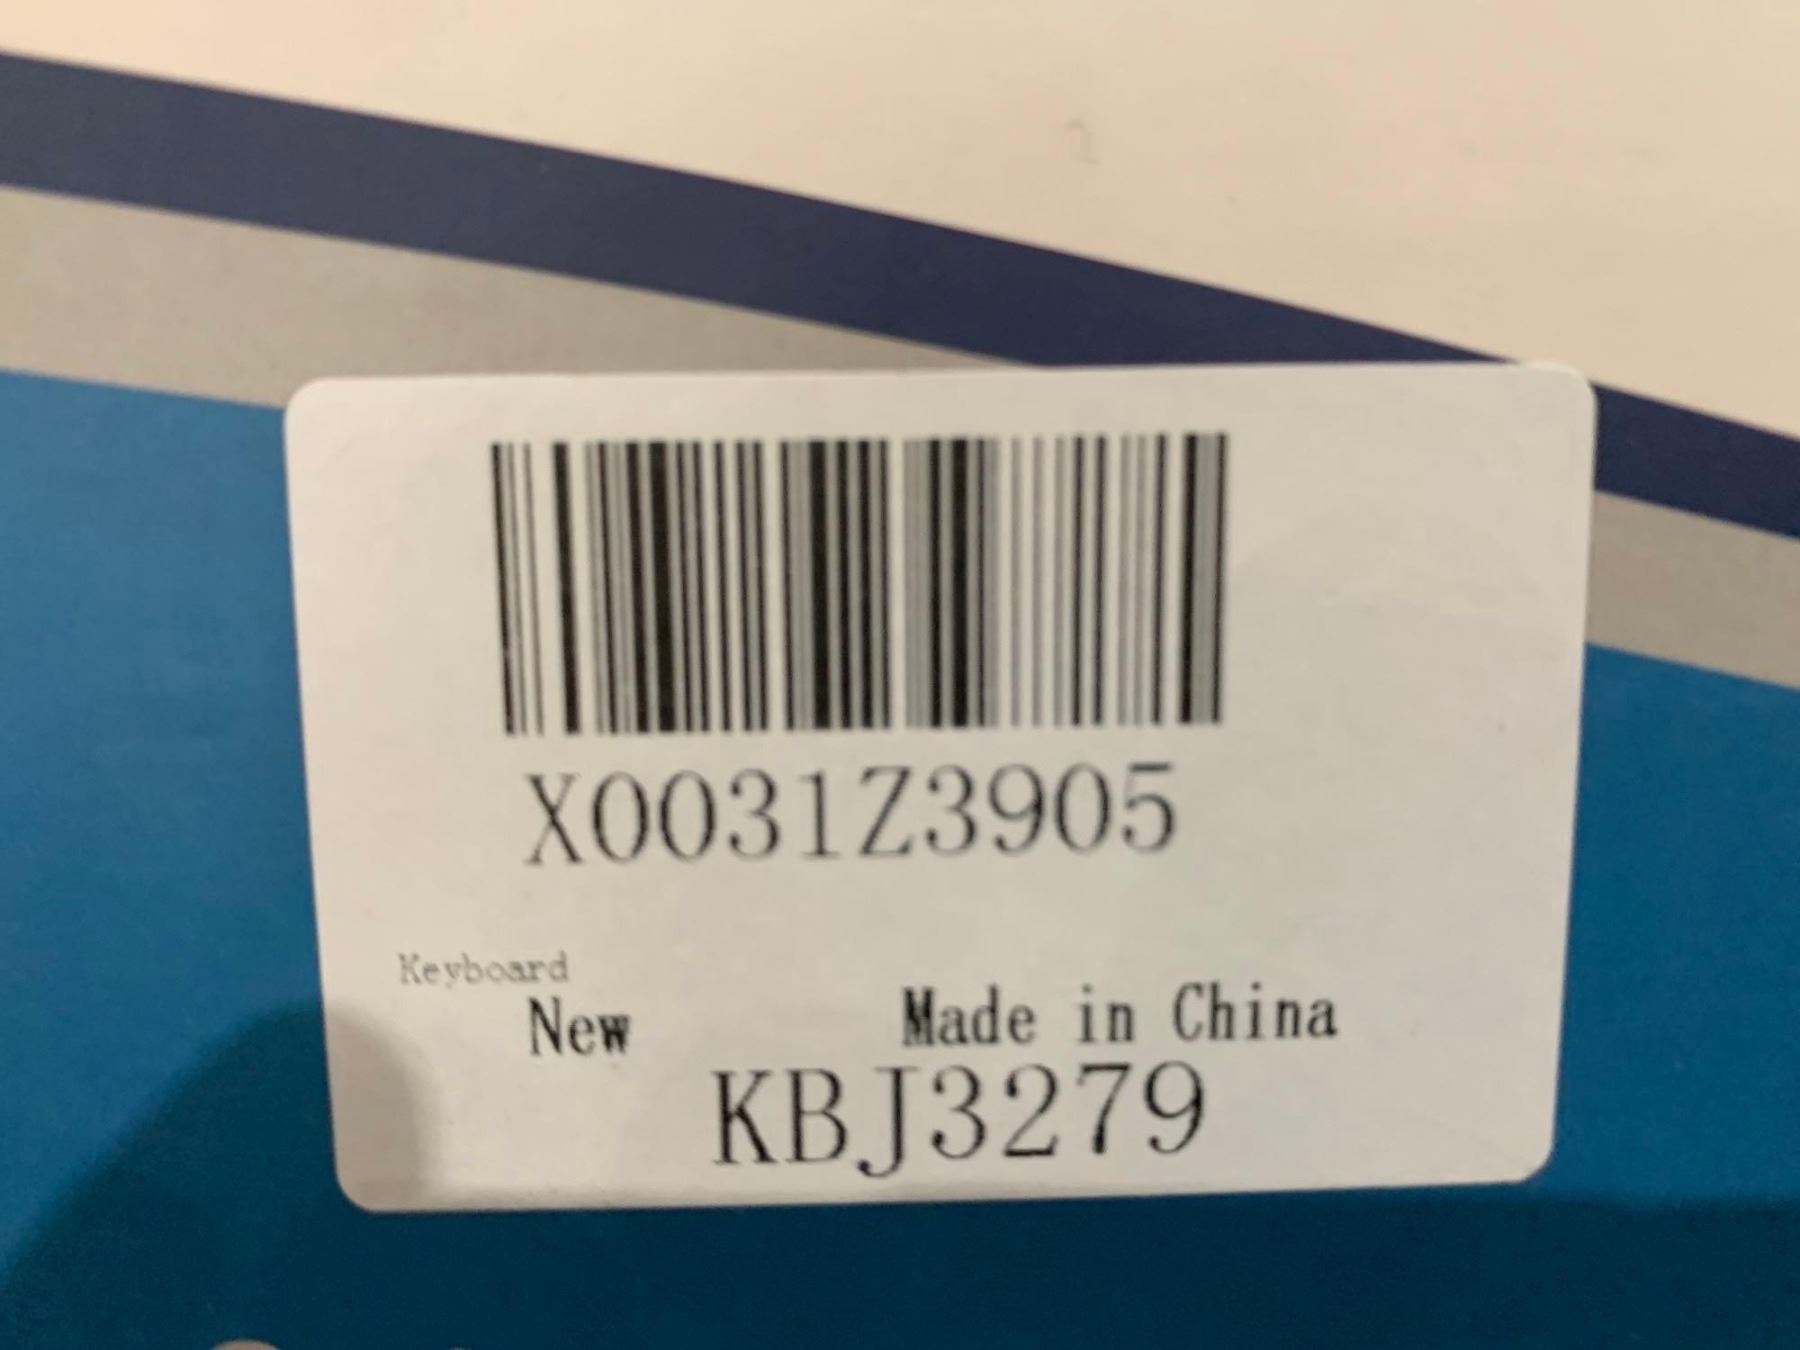 X0031Z3905
Keyboard
New Made in China
KBJ3279